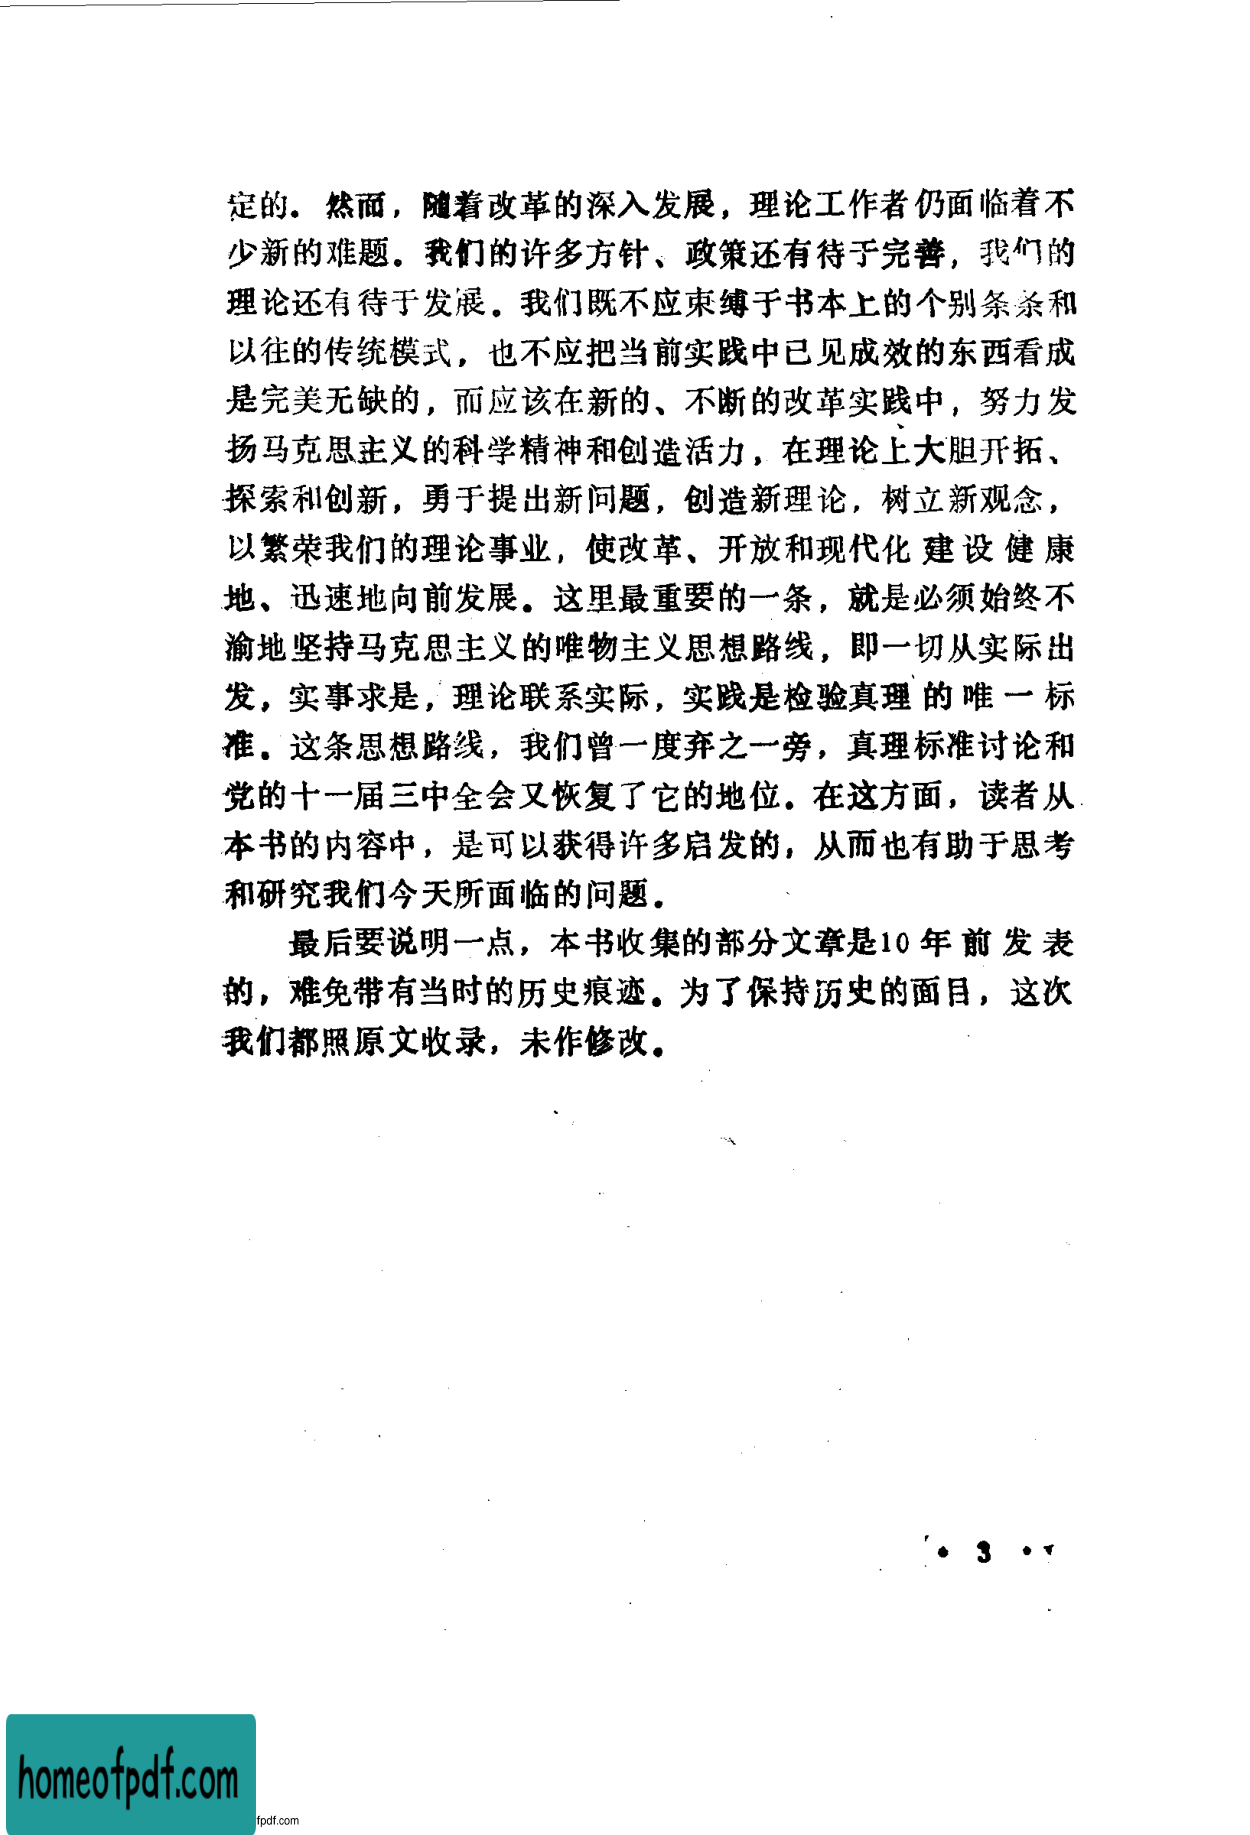 定的。然而，随着改革的深入发展，理论工作者仍面临着不
少新的难题。我们的许多方针、政策还有待于完善，我们的
理论还有待于发展。我们既不应束缚于书本上的个别条条和
以往的传统模式，也不应把当前实践中已见成效的东西看成
是完美无缺的，而应该在新的、不断的改革实践中，努力发
扬马克思主义的科学精神和创造活力，在理论上大胆开拓、
探索和创新，勇于提出新问题，创造新理论，树立新观念，
以繁荣我们的理论事业，使改革、开放和现代化建设健康
地、迅速地向前发展。这里最重要的一条，就是必须始终不
渝地坚持马克思主义的唯物主义思想路线，即一切从实际出
发，实事求是，理论联系实际，实践是检验真理的唯一标
准。这条思想路线，我们曾一度弃之一旁，真理标准讨论和
党的十一届三中全会又恢复了它的地位。在这方面，读者从
本书的内容中，是可以获得许多启发的，从而也有助于思考
和研究我们今天所面临的问题。
最后要说明一点，本书收集的部分文章是10年前发表
的，难免带有当时的历史痕迹。为了保持历史的面目，这次
我们都照原文收录，未作修改。
• 3 •
homeofpdf.com
fpdf.com